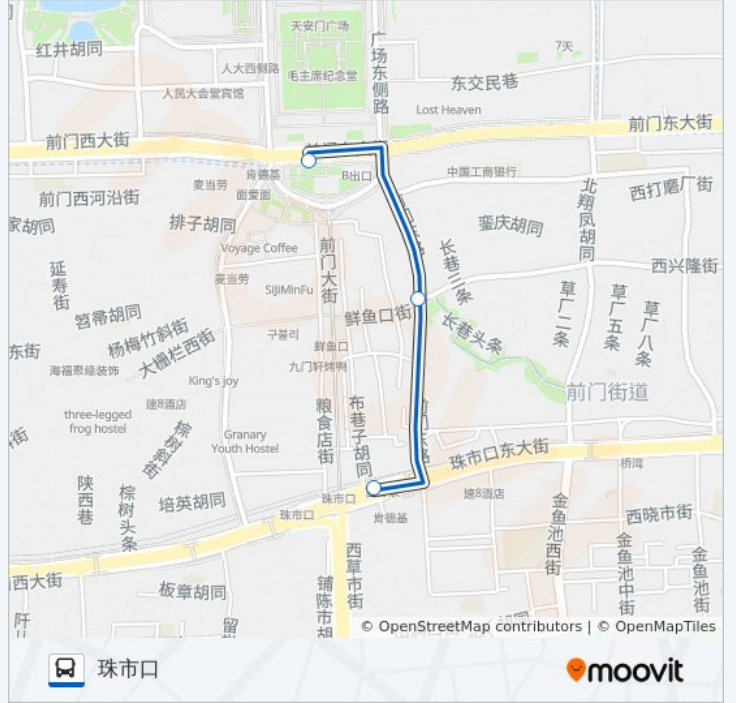 天安门广场
广场东侧路
红井胡同
7天
人大西侧路
毛主席纪念堂
东交民巷
人民大会堂宾馆
Lost Heaven
前门东大街
前门西大街
肯德基
B出口
中国工商银行
麦当劳
西打磨厂街
前门西河沿街
面爱面
北翔凤胡同
排子胡同
銮庆胡同
家胡同
Voyage Coffee
前门大街
长巷三条
延寿街
麦当劳
西兴隆街
SiJiMinFu
草厂二条
草厂五条
草厂八条
笤帚胡同
鲜鱼口街
长巷头条
杨梅竹斜街
구블리
大栅栏西街
鲜鱼口
东街
海福聚缘装饰
九门轩烤鸭
King's joy
前门街道
three-legged
frog hostel
速8酒店
粮食店街
布巷子胡同
棕树斜街
Granary
Youth Hostel
珠市口东大街
桥湾
陕西巷
棕树头条
培英胡同
珠市口
速8酒店
金鱼池西街
珠市口
肯德基
西晓市街
西草市街
金鱼池中街
金鱼池街
西大街
板章胡同
铺陈市胡
© OpenStreetMap contributors | © OpenMapTiles
珠市口
moovit